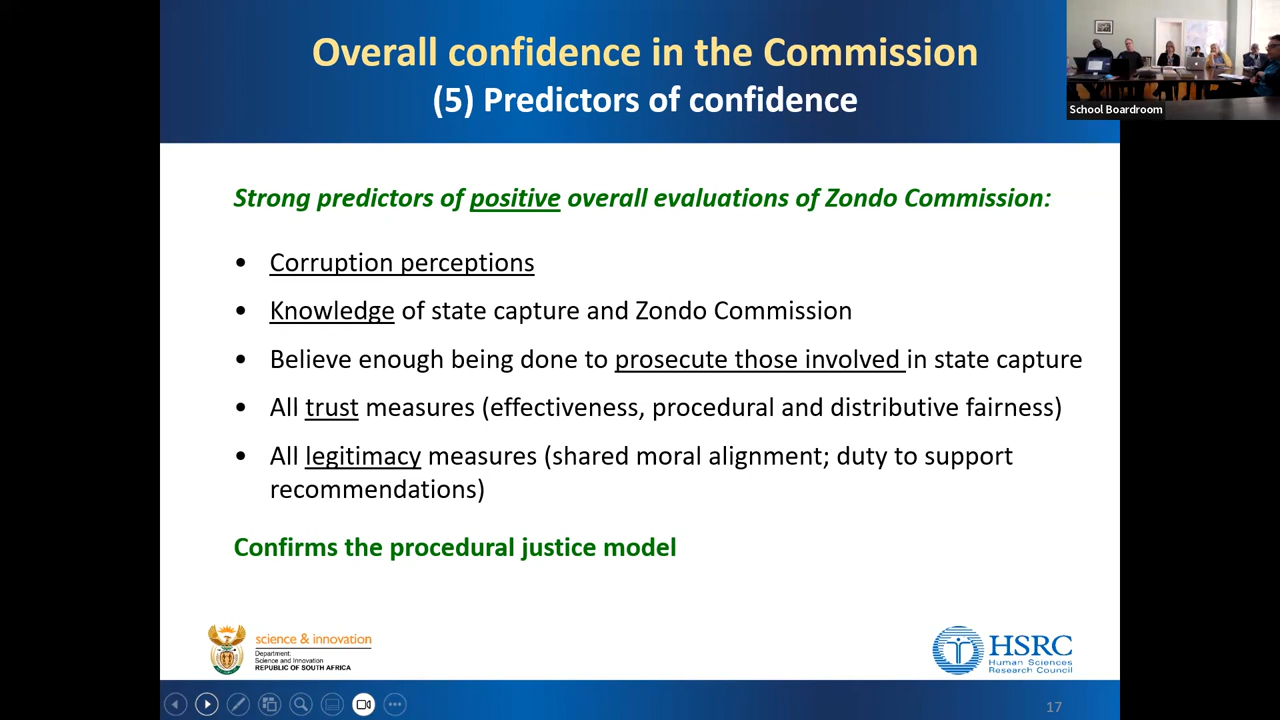 Overall confidence in the Commission
(5) Predictors of confidence
School Boardroom
Strong predictors of positive overall evaluations of Zondo Commission:
• Corruption perceptions
• Knowledge of state capture and Zondo Commission
• Believe enough being done to prosecute those involved in state capture
• All trust measures (effectiveness, procedural and distributive fairness)
• All legitimacy measures (shared moral alignment; duty to support
recommendations)
Confirms the procedural justice model
science & innovation
Department:
Science and Innovation
REPUBLIC OF SOUTH AFRICA
HSRC
Human Sciences
Research Council
17